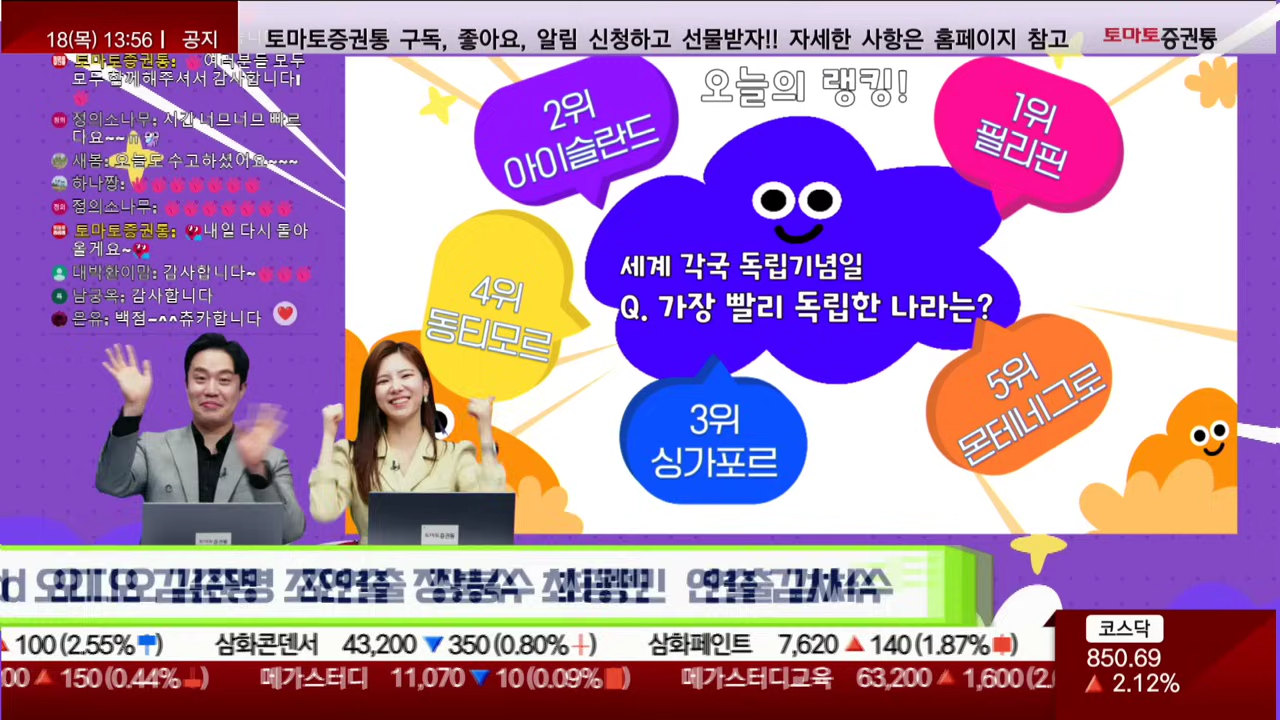 18(목) 13:56 | 공지
토마토증권통 구독, 좋아요, 알림 신청하고 선물받자!! 자세한 사항은 홈페이지 참고
토마토증권통
토마토증권통: 여러분들 모두
모두 함께해주셔서 감사합니다!
정의소나무: 시간 너므너므 빠르
다요~~
새봄: 오늘도 수고하셨어요~~~
하나짱:
정의소나무:
토마토증권통: 내일 다시 돌아
올게요~
내박환이맘: 감사합니다~
남궁옥: 감사합니다
은유: 백점-^^츄카합니다
오늘의 랭킹!
2위
아이슬란드
1위
필리핀
세계 각국 독립기념일
Q. 가장 빨리 독립한 나라는?
4위
동티모르
5위
몬테네그로
3위
싱가포르
토마토증권통
100 (2.55%
삼화콘덴서 43,200 ▼ 350 (0.80%
삼화페인트 7,620 ▲ 140 (1.87%
00 ▲ 150 (0.44%
메가스터디 11,070 ▼ 10 (0.09%
메가스터디교육 63,200 ▲ 1,600 (2.
코스닥
850.69
▲ 2.12%